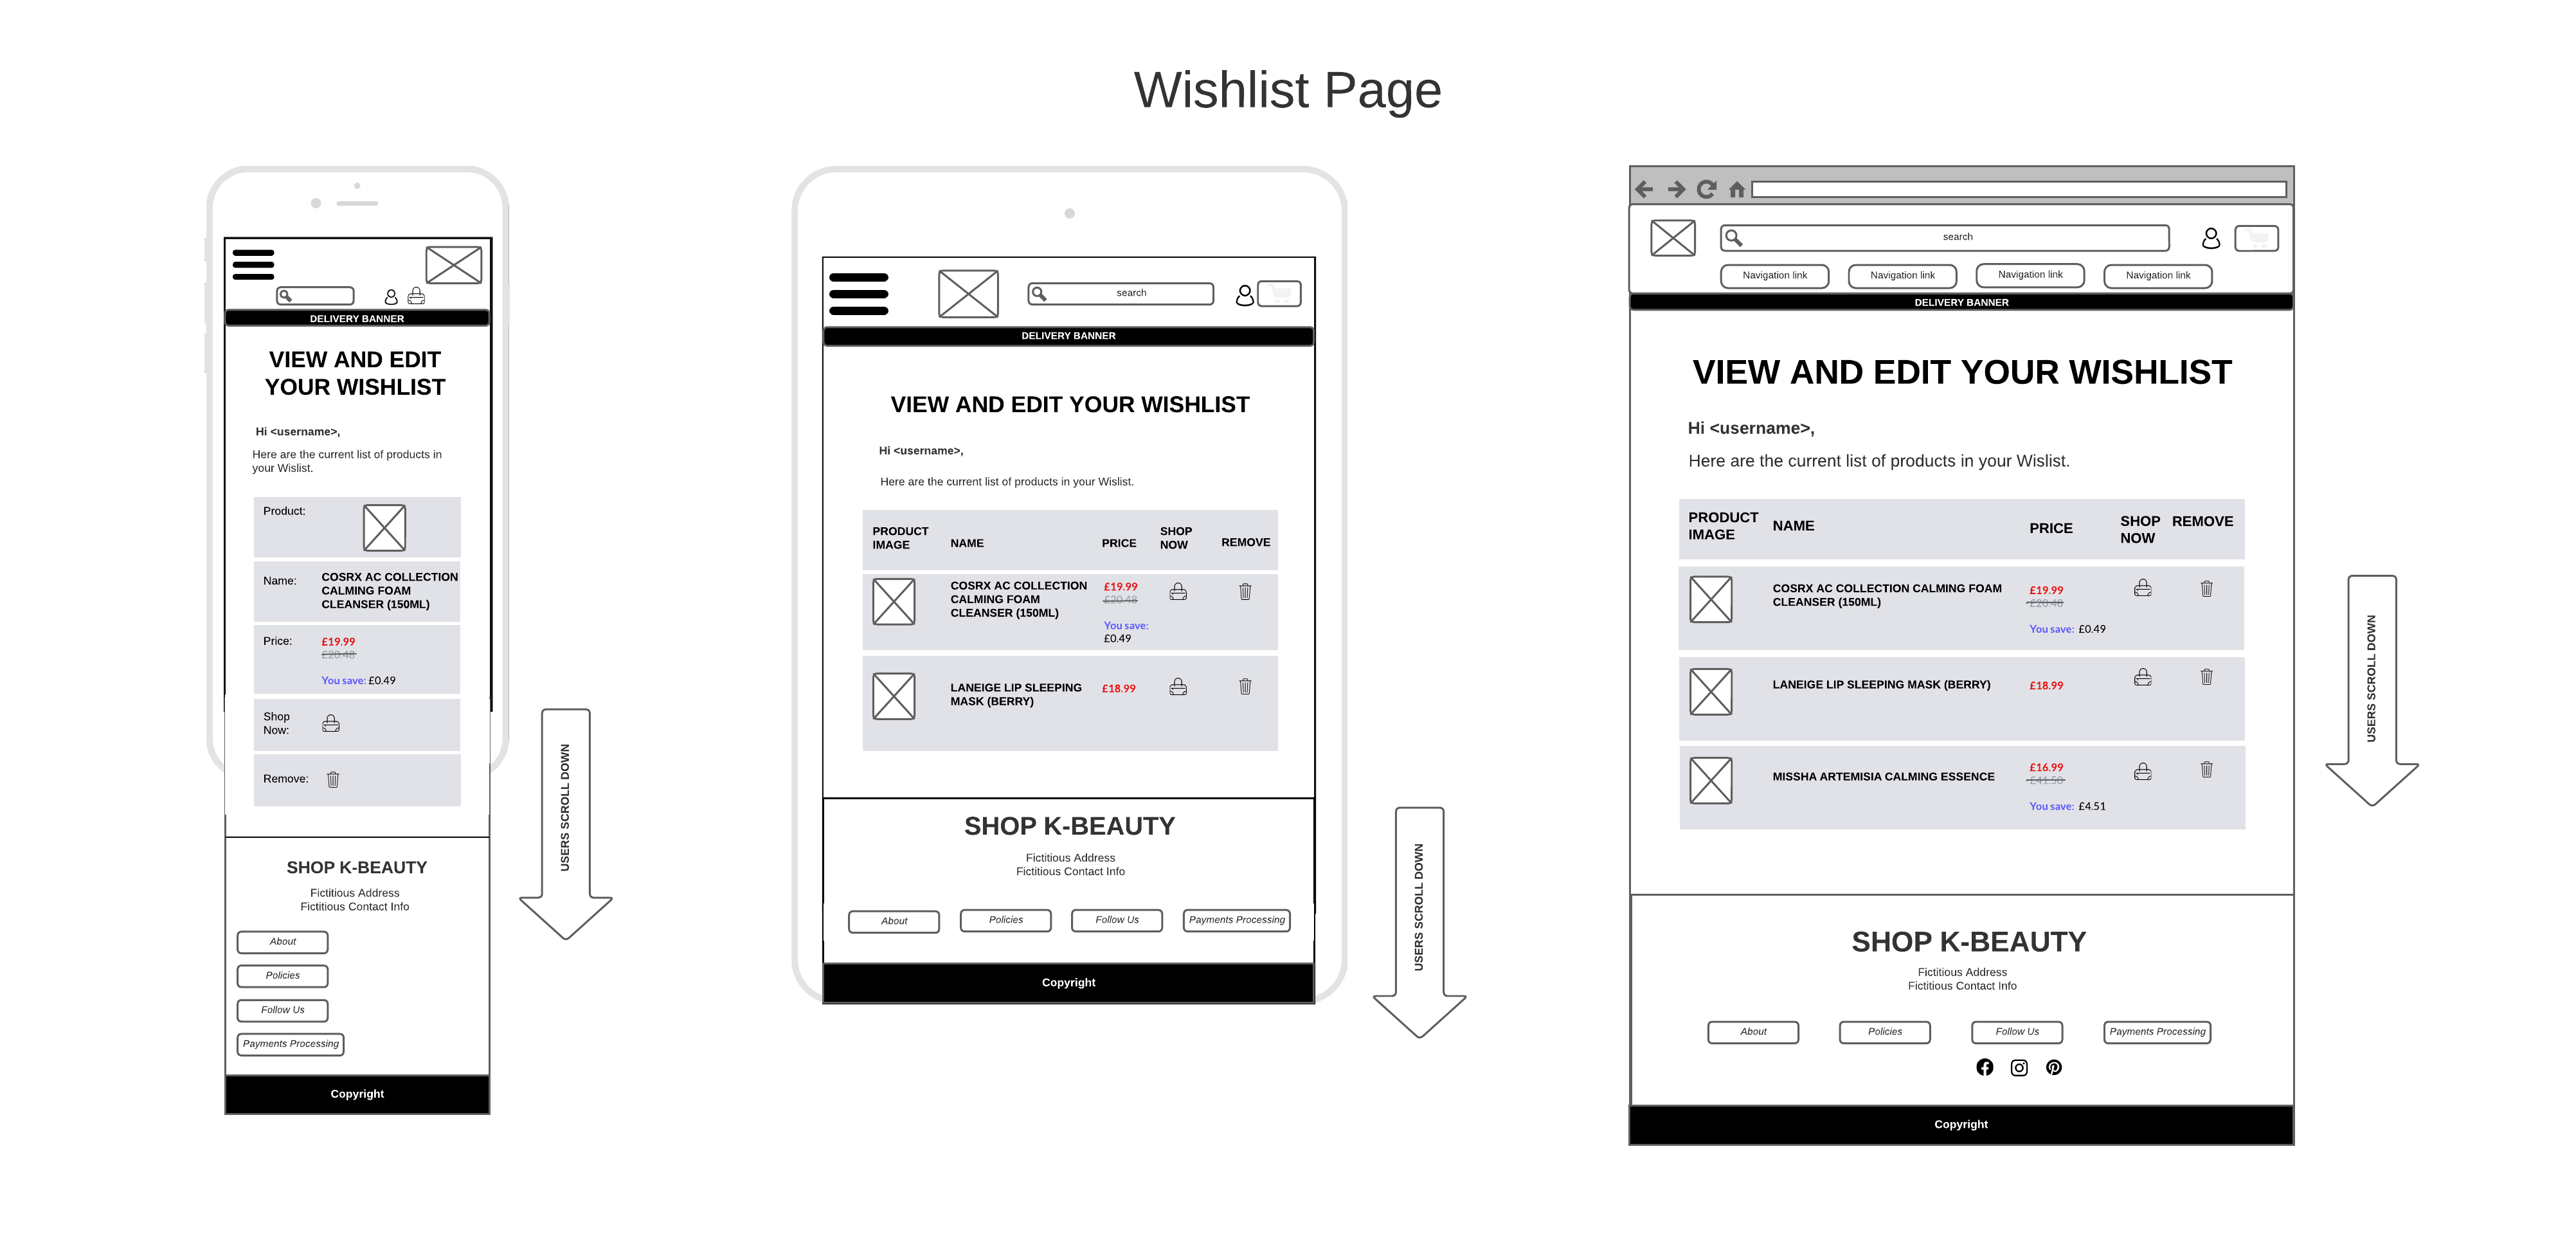 Wishlist Page
DELIVERY BANNER
VIEW AND EDIT
YOUR WISHLIST
Hi <username>,
Here are the current list of products in
your Wislist.
Product:
Name:
COSRX AC COLLECTION
CALMING FOAM
CLEANSER (150ML)
Price:
£19.99
£20.48
You save: £0.49
Shop
Now:
Remove:
SHOP K-BEAUTY
Fictitious Address
Fictitious Contact Info
About
Policies
Follow Us
Payments Processing
Copyright
USERS SCROLL DOWN
search
DELIVERY BANNER
VIEW AND EDIT YOUR WISHLIST
Hi <username>,
Here are the current list of products in your Wislist.
PRODUCT
IMAGE
NAME
PRICE
SHOP
NOW
REMOVE
COSRX AC COLLECTION
CALMING FOAM
CLEANSER (150ML)
£19.99
£20.48
You save:
£0.49
LANEIGE LIP SLEEPING
MASK (BERRY)
£18.99
SHOP K-BEAUTY
Fictitious Address
Fictitious Contact Info
About
Policies
Follow Us
Payments Processing
Copyright
USERS SCROLL DOWN
search
Navigation link
Navigation link
Navigation link
Navigation link
DELIVERY BANNER
VIEW AND EDIT YOUR WISHLIST
Hi <username>,
Here are the current list of products in your Wislist.
PRODUCT
IMAGE
NAME
PRICE
SHOP
NOW
REMOVE
COSRX AC COLLECTION CALMING FOAM
CLEANSER (150ML)
£19.99
£20.48
You save: £0.49
LANEIGE LIP SLEEPING MASK (BERRY)
£18.99
MISSHA ARTEMISIA CALMING ESSENCE
£16.99
£41.50
You save: £4.51
SHOP K-BEAUTY
Fictitious Address
Fictitious Contact Info
About
Policies
Follow Us
Payments Processing
Copyright
USERS SCROLL DOWN